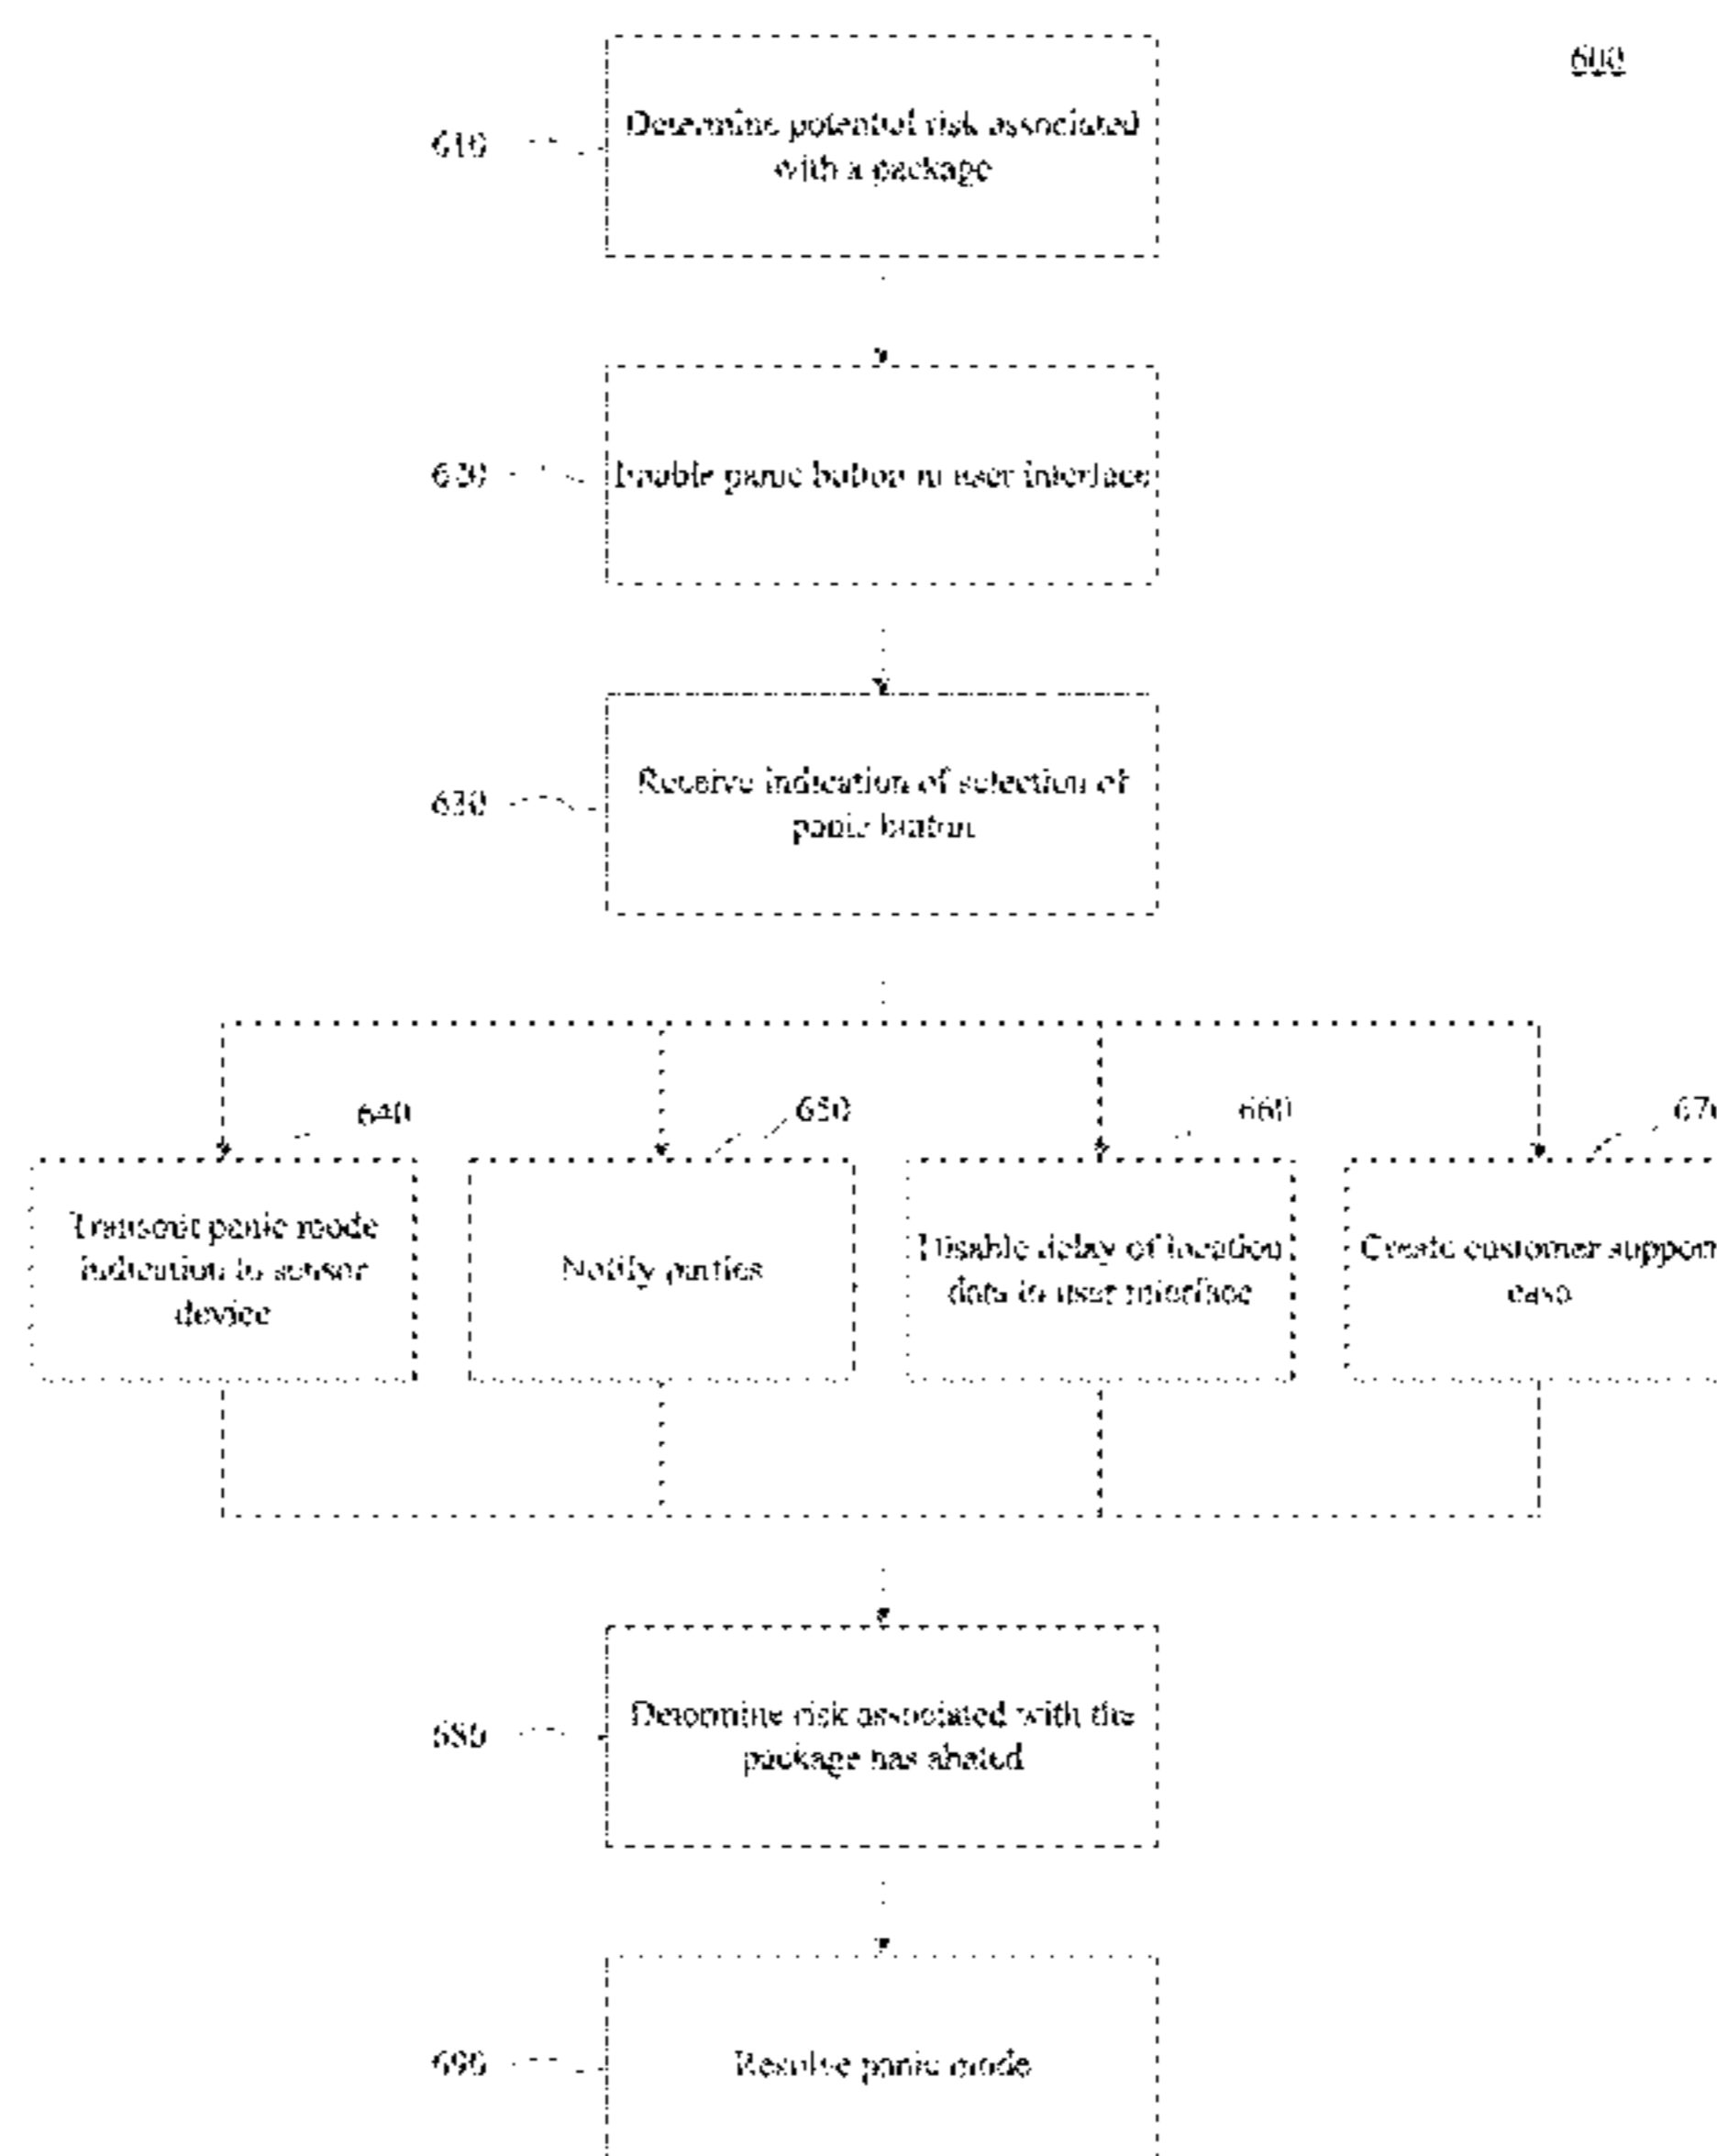 600
610
Determine potential risk associated
with a package
620
Enable panic button in user interface
630
Receive indication of selection of
panic button
640
650
660
Transmit panic mode
indication to sensor
device
Notify parties
Disable delay of location
data in user interface
Create customer support
case
680
Determine risk associated with the
package has abated
690
Resolve panic mode